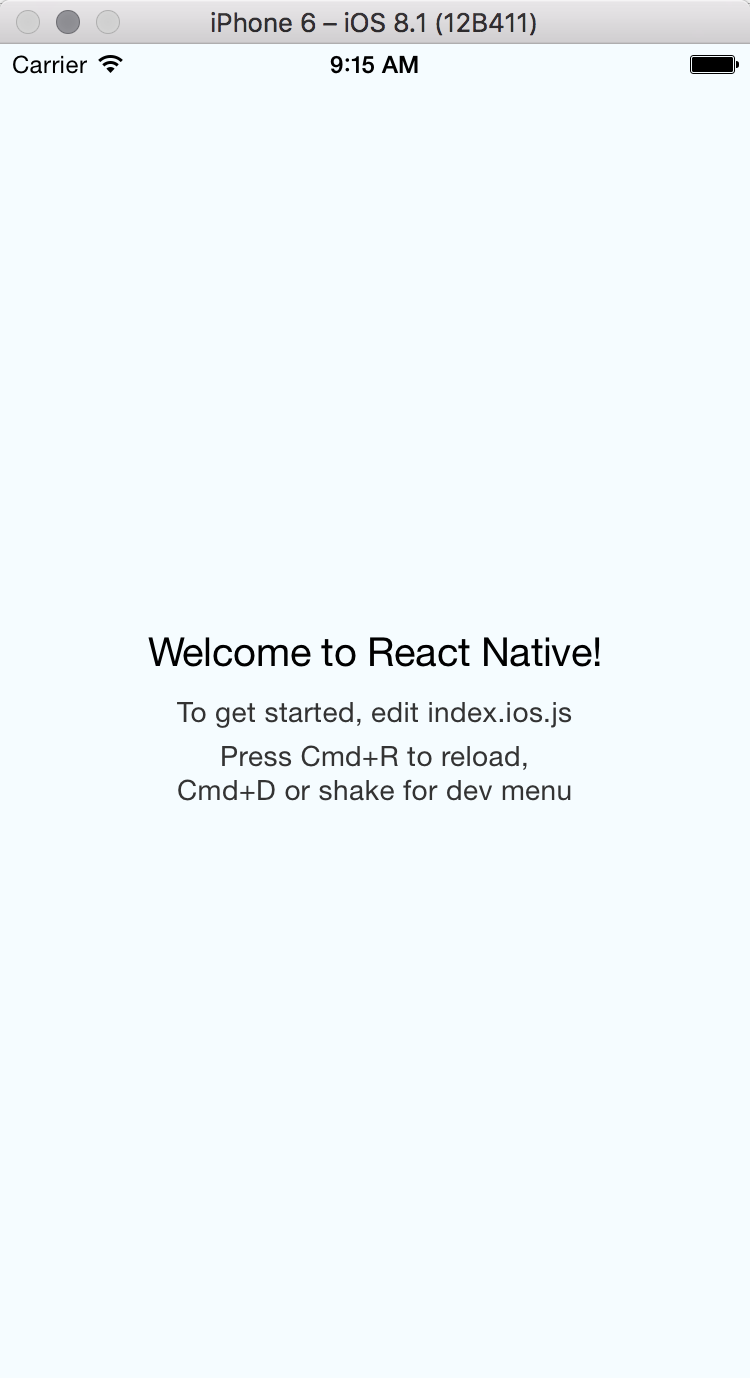 iPhone 6 – iOS 8.1 (12B411)
Carrier 9:15 AM
Welcome to React Native!
To get started, edit index.ios.js
Press Cmd+R to reload,
Cmd+D or shake for dev menu